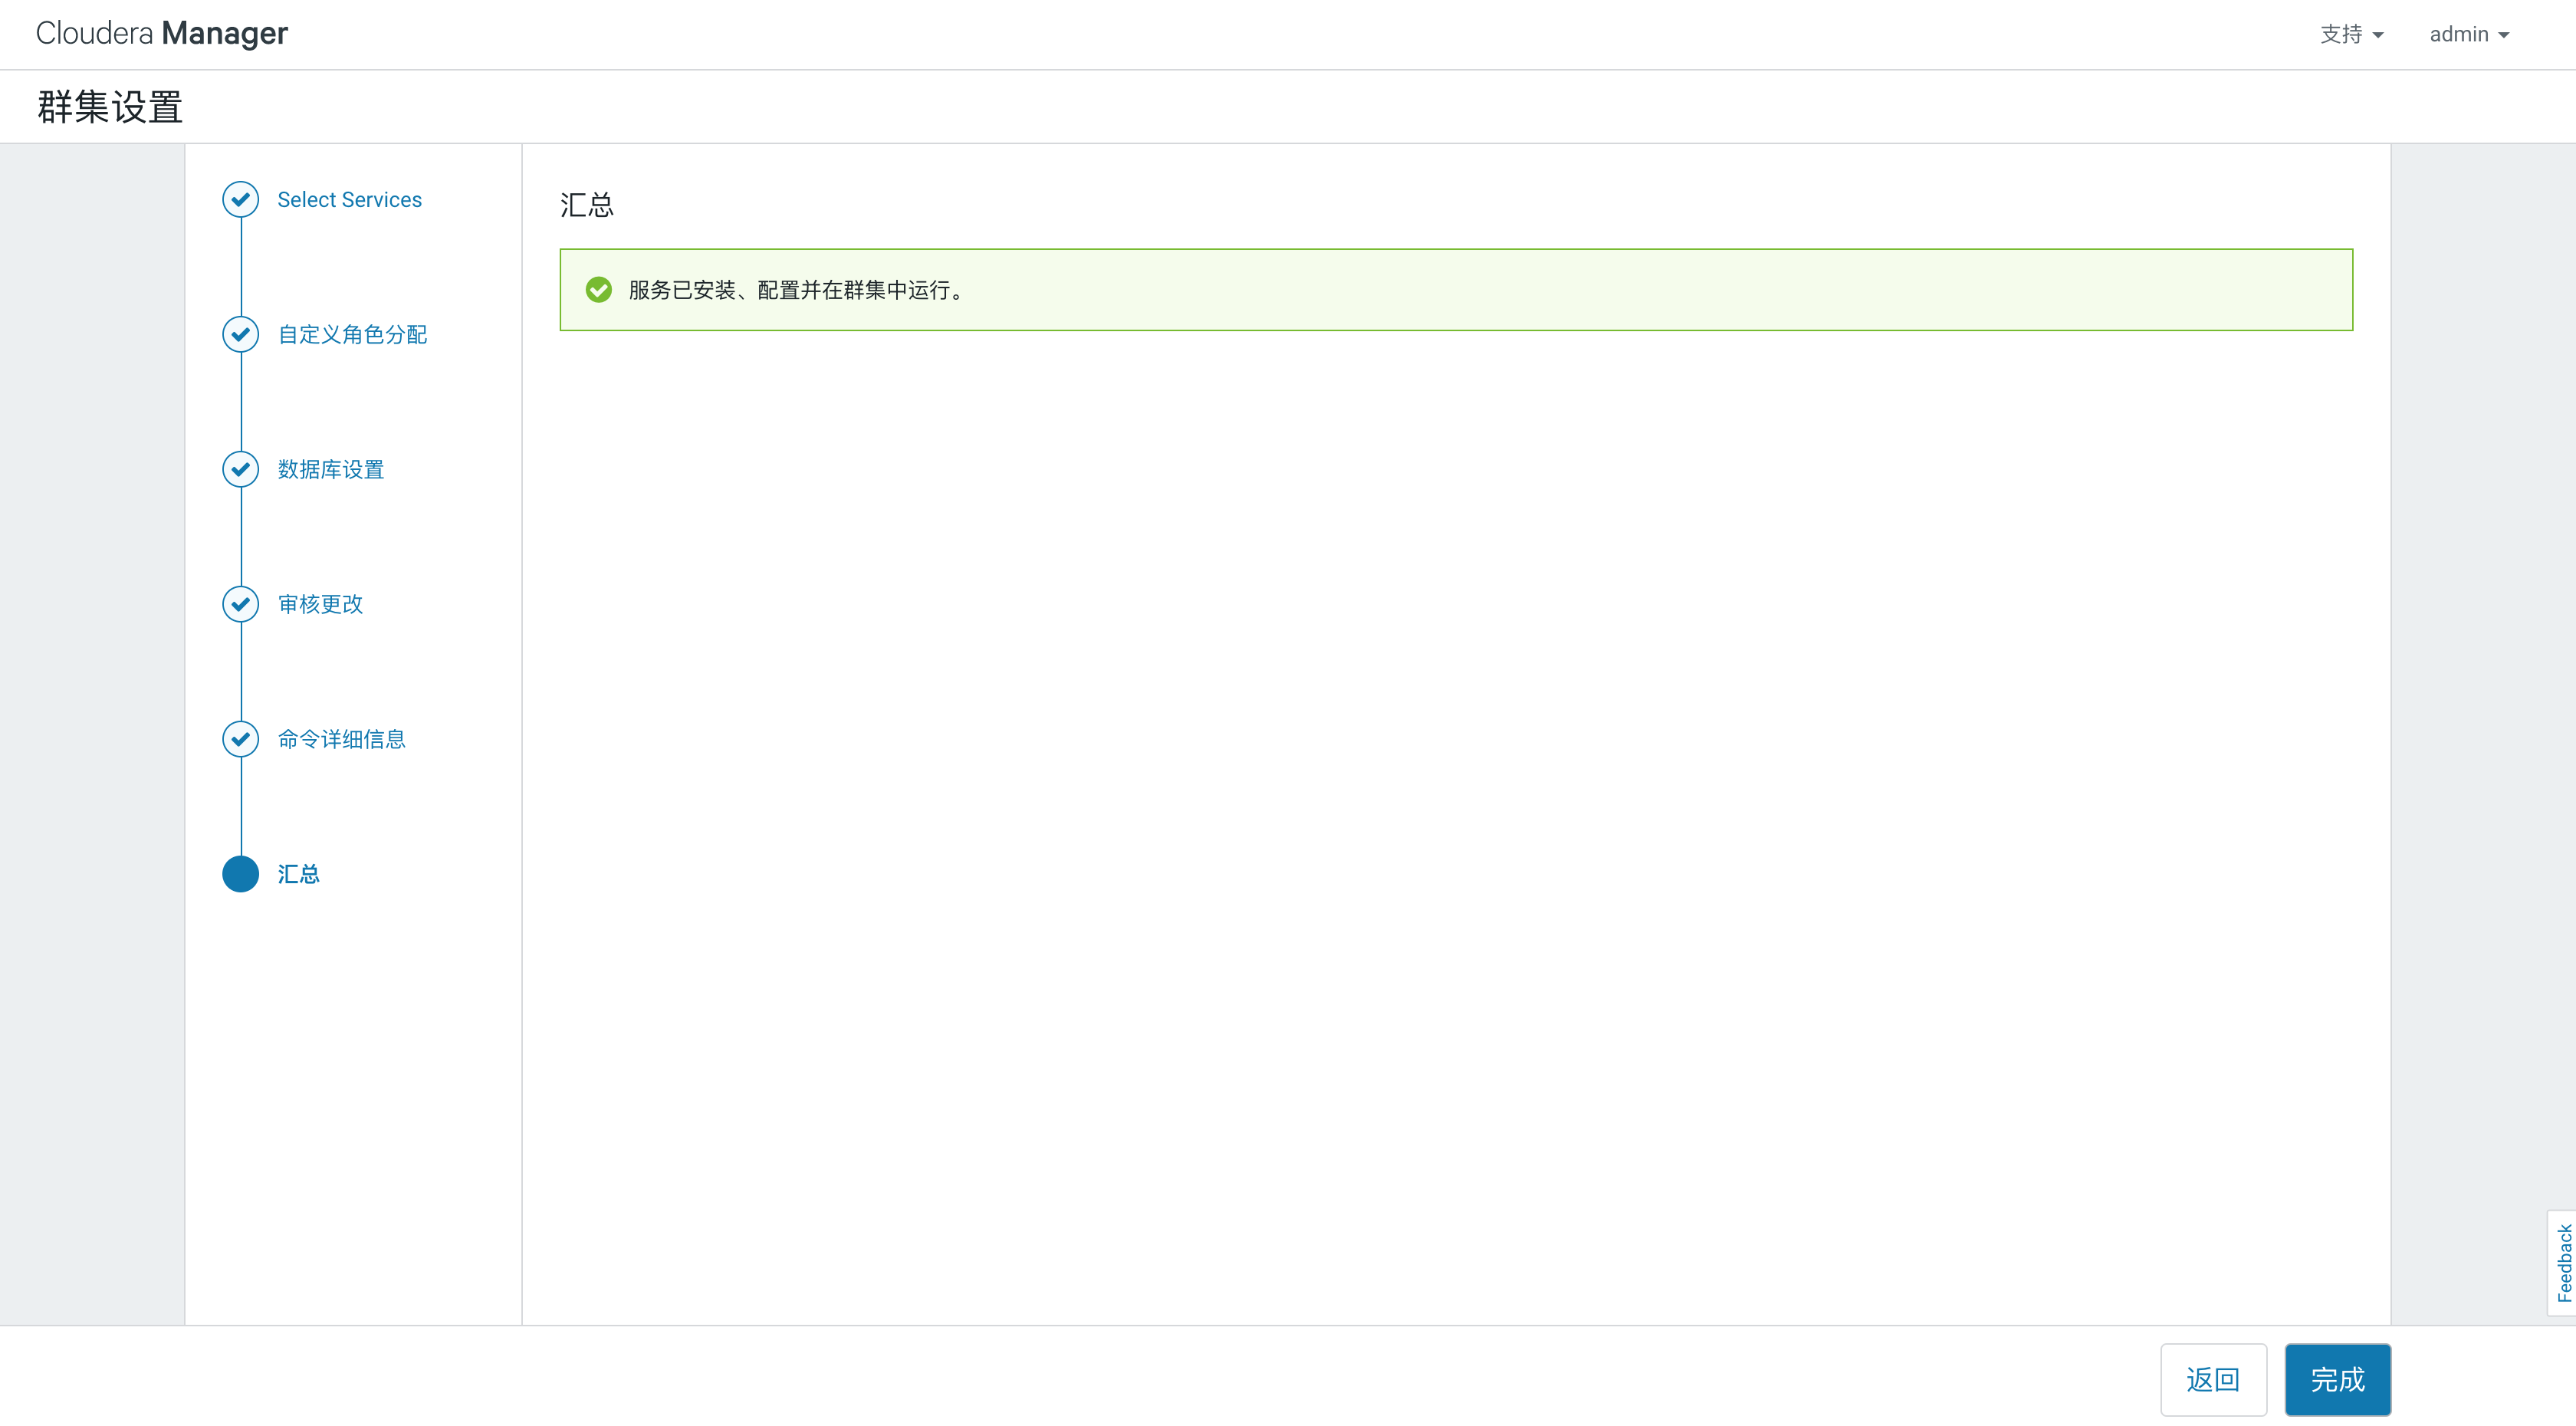 Cloudera Manager
支持
admin
群集设置
Select Services
自定义角色分配
数据库设置
审核更改
命令详细信息
汇总
汇总
服务已安装、配置并在群集中运行。
Feedback
返回
完成